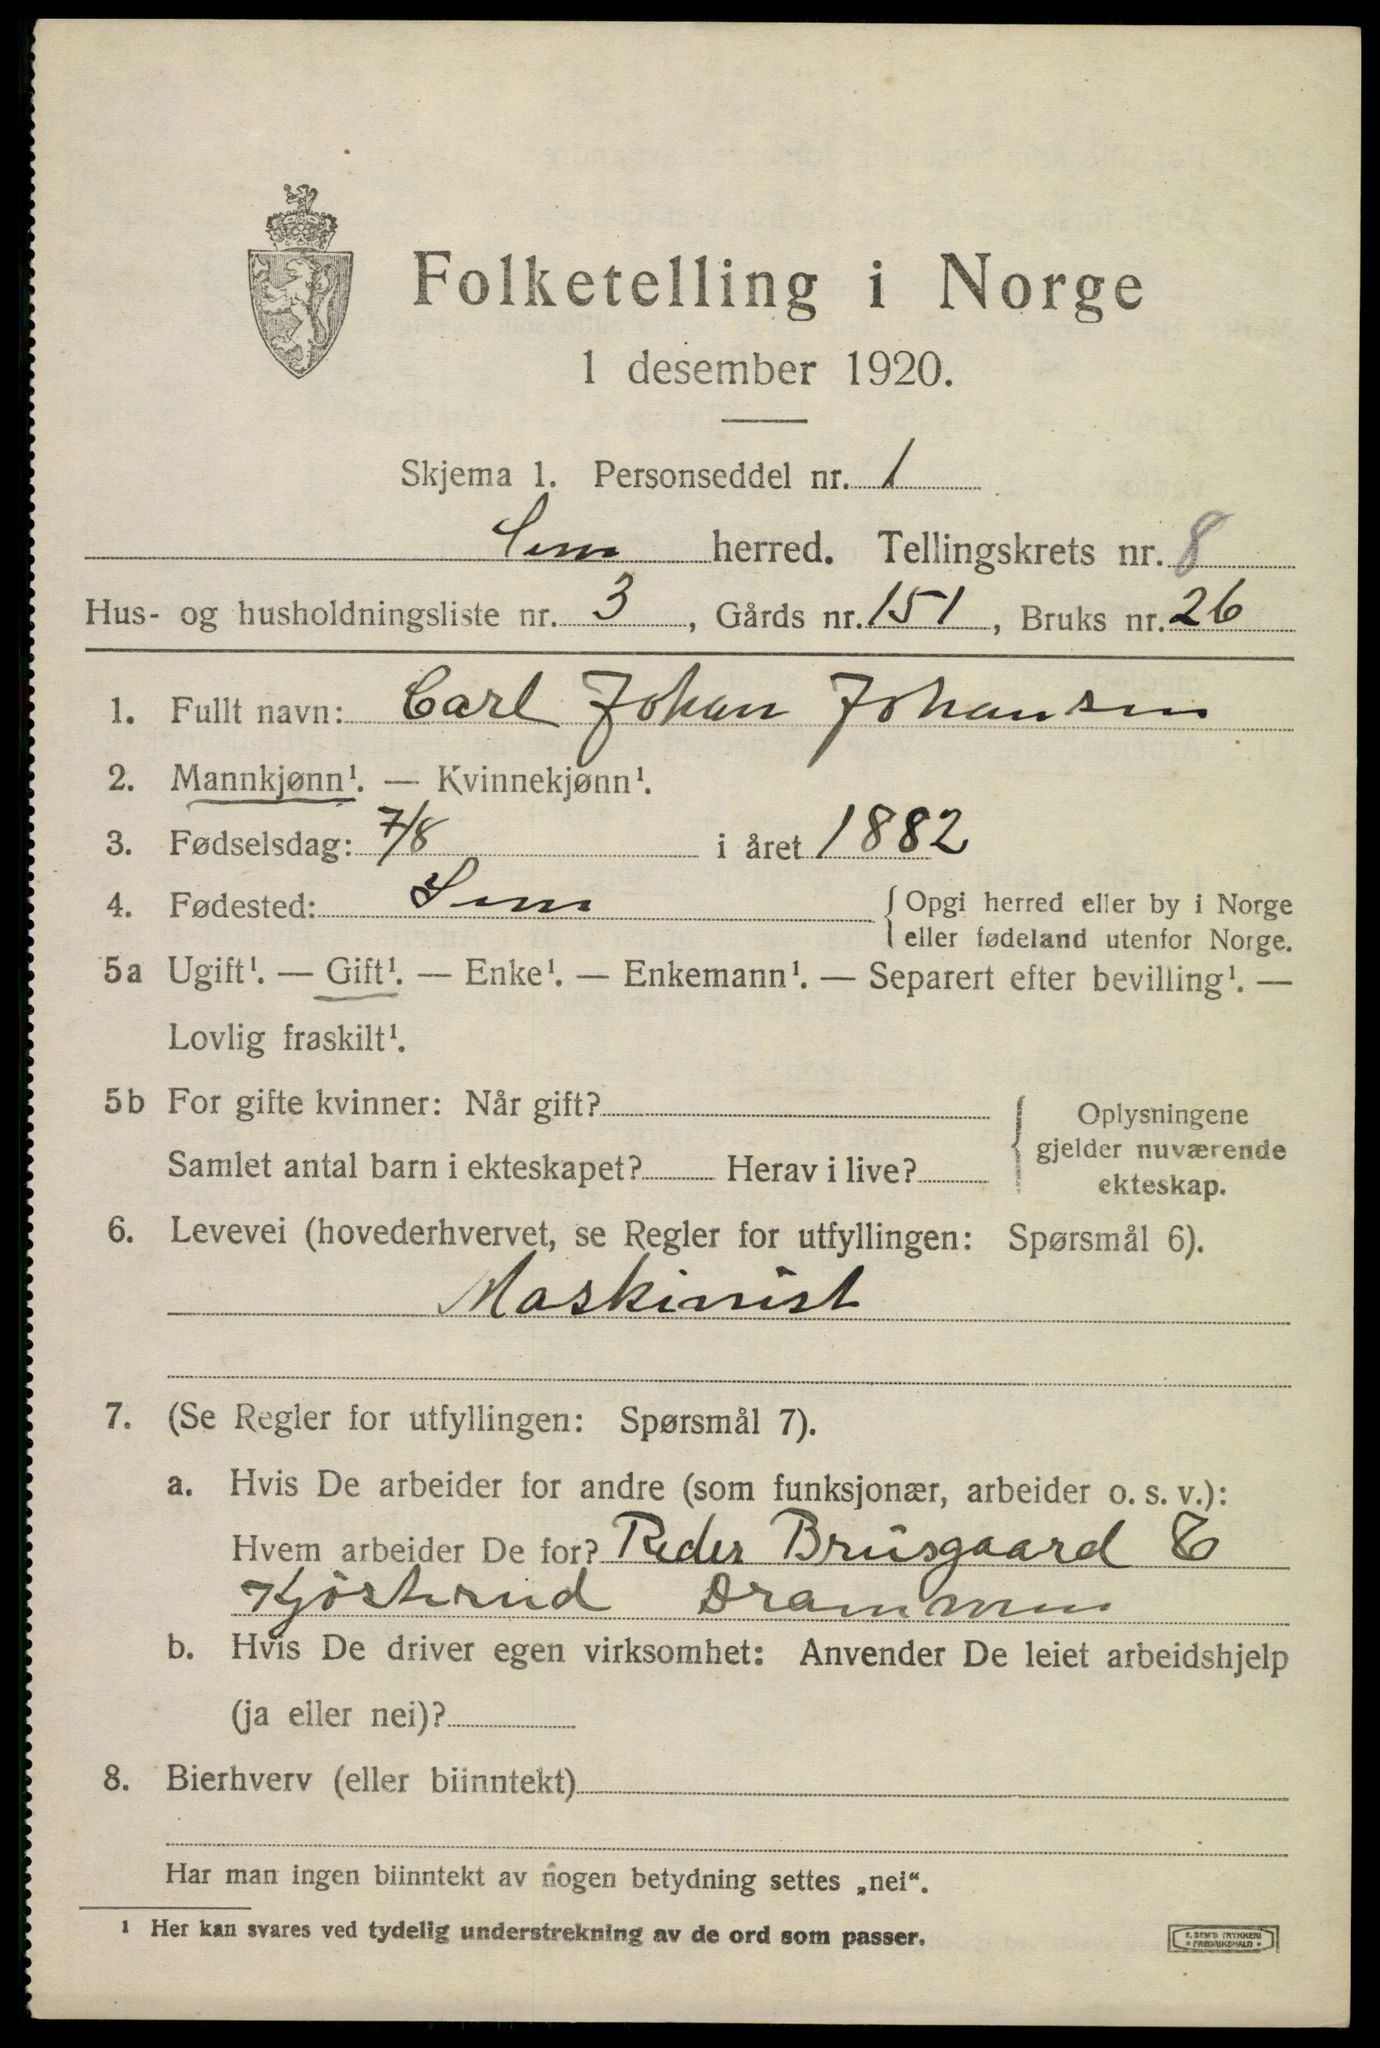 Folketelling i Norge
1 desember 1920.
Skjema 1. Personseddel nr. 1
Sem herred. Tellingskrets nr. 8
Hus- og husholdningsliste nr. 3, Gårds nr. 151, Bruks nr. 26
1. Fullt navn: Carl Johan Johansen
2. Mannkjønn¹. — Kvinnekjønn¹.
3. Fødselsdag: 7/8 i året 1882
4. Fødested: Sem { Opgi herred eller by i Norge
eller fødeland utenfor Norge.
5a Ugift¹. — Gift¹. — Enke¹. — Enkemann¹. — Separert efter bevilling¹. —
Lovlig fraskilt¹.
5b For gifte kvinner: Når gift? { Oplysningene
gjelder nuværende
ekteskap.
Samlet antal barn i ekteskapet? Herav i live?
6. Levevei (hovederhvervet, se Regler for utfyllingen: Spørsmål 6).
Maskinist
7. (Se Regler for utfyllingen: Spørsmål 7).
a. Hvis De arbeider for andre (som funksjonær, arbeider o. s. v.):
Hvem arbeider De for? Reder Brusgaard &
Kjösterud Drammen
b. Hvis De driver egen virksomhet: Anvender De leiet arbeidshjelp
(ja eller nei)?
8. Bierhverv (eller biinntekt)
Har man ingen biinntekt av nogen betydning settes „nei“.
¹ Her kan svares ved tydelig understrekning av de ord som passer.
E. SEM'S TRYKKERI
FREDRIKSHALD